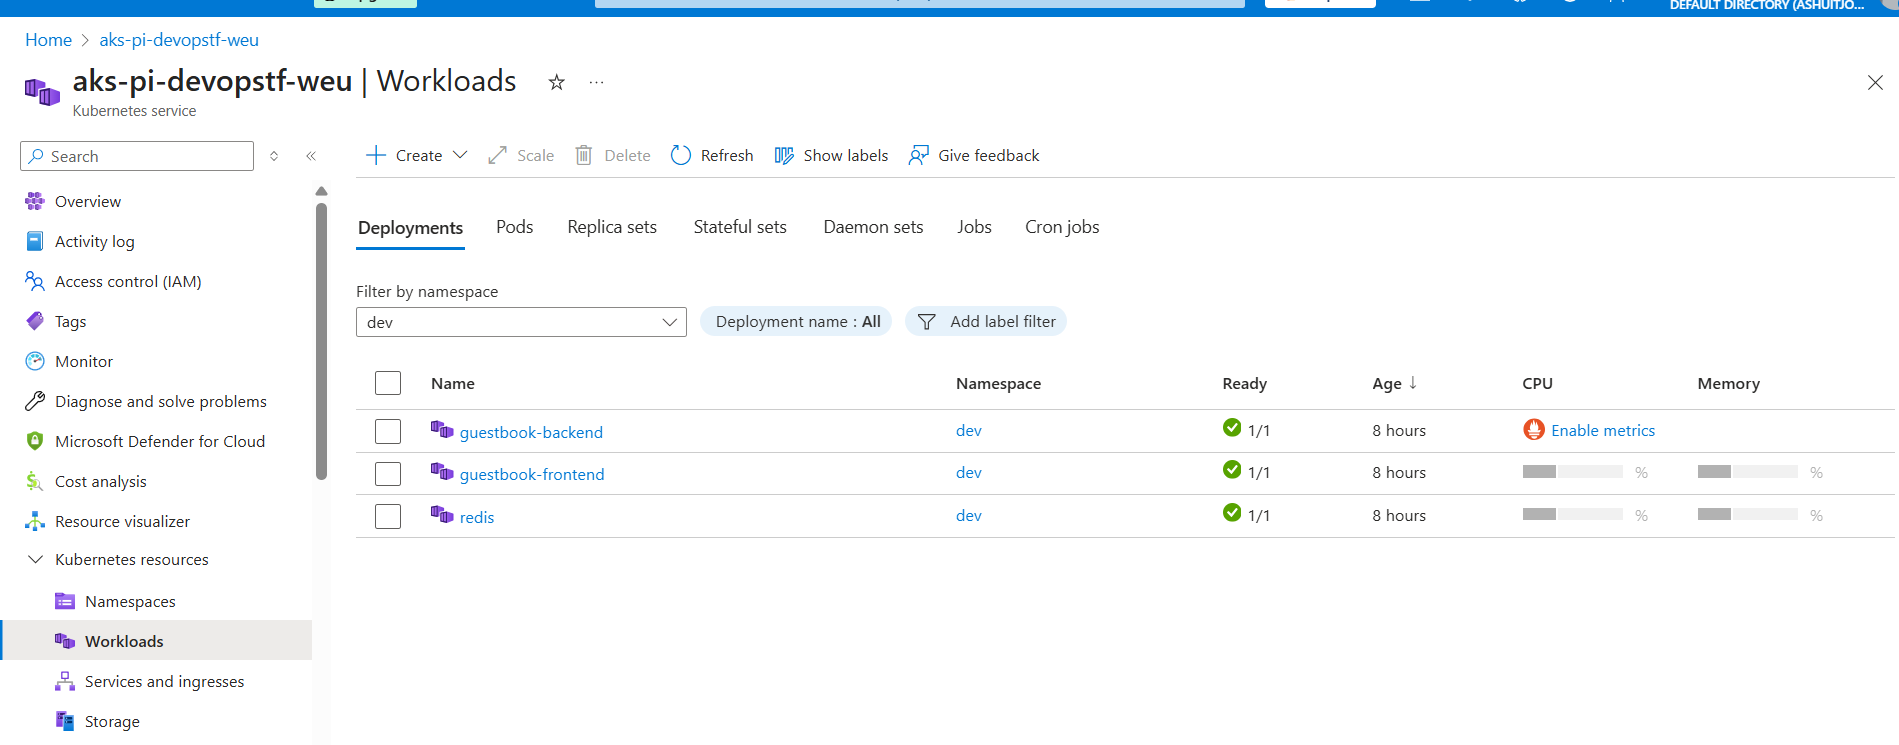 DEFAULT DIRECTORY (ASHUITJO...
Home > aks-pi-devopstf-weu
aks-pi-devopstf-weu | Workloads
Kubernetes service
Search
Overview
Activity log
Access control (IAM)
Tags
Monitor
Diagnose and solve problems
Microsoft Defender for Cloud
Cost analysis
Resource visualizer
Kubernetes resources
Namespaces
Workloads
Services and ingresses
Storage
Create Scale Delete Refresh Show labels Give feedback
Deployments Pods Replica sets Stateful sets Daemon sets Jobs Cron jobs
Filter by namespace
dev Deployment name : All Add label filter
Name Namespace Ready Age ↓ CPU Memory
guestbook-backend dev 1/1 8 hours Enable metrics
guestbook-frontend dev 1/1 8 hours % %
redis dev 1/1 8 hours % %